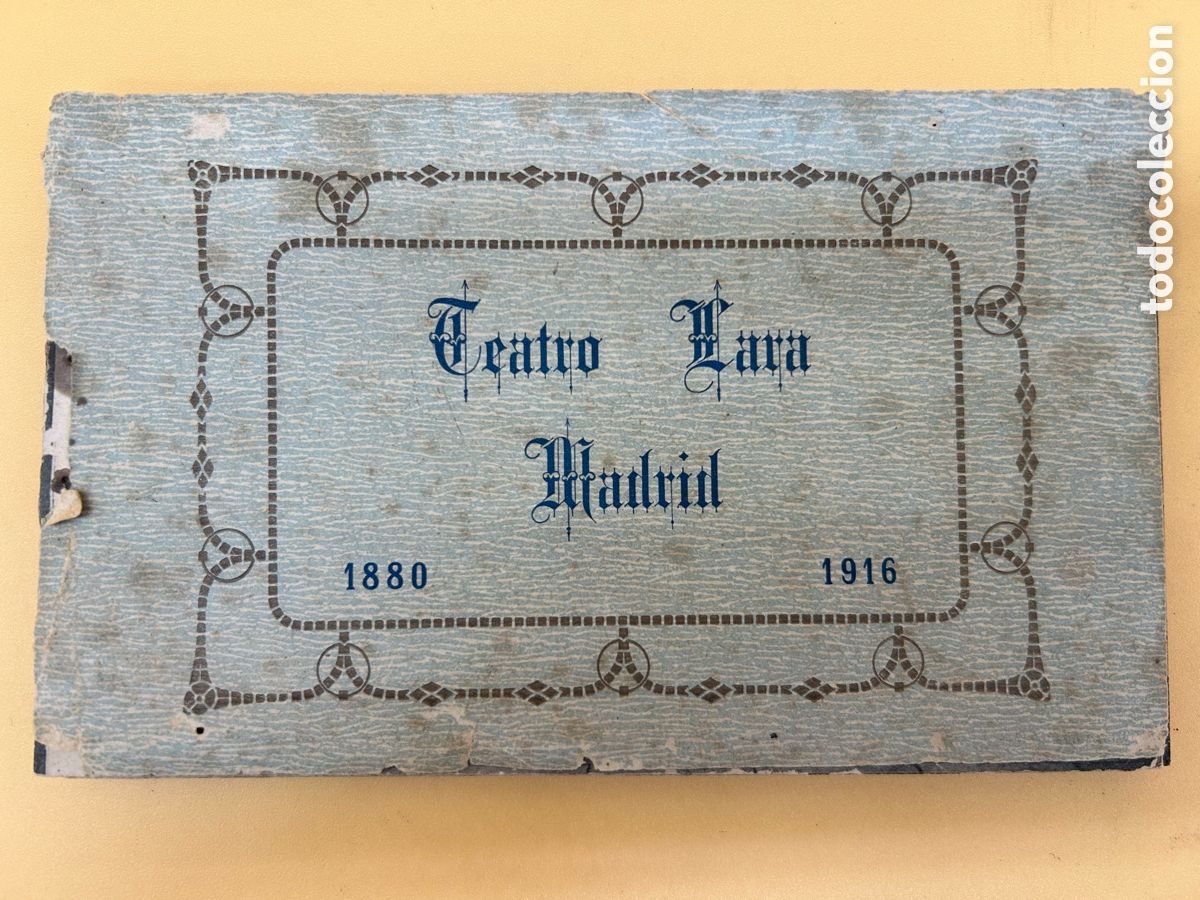 Teatro Lara
Madrid
1880 1916
todocoleccion